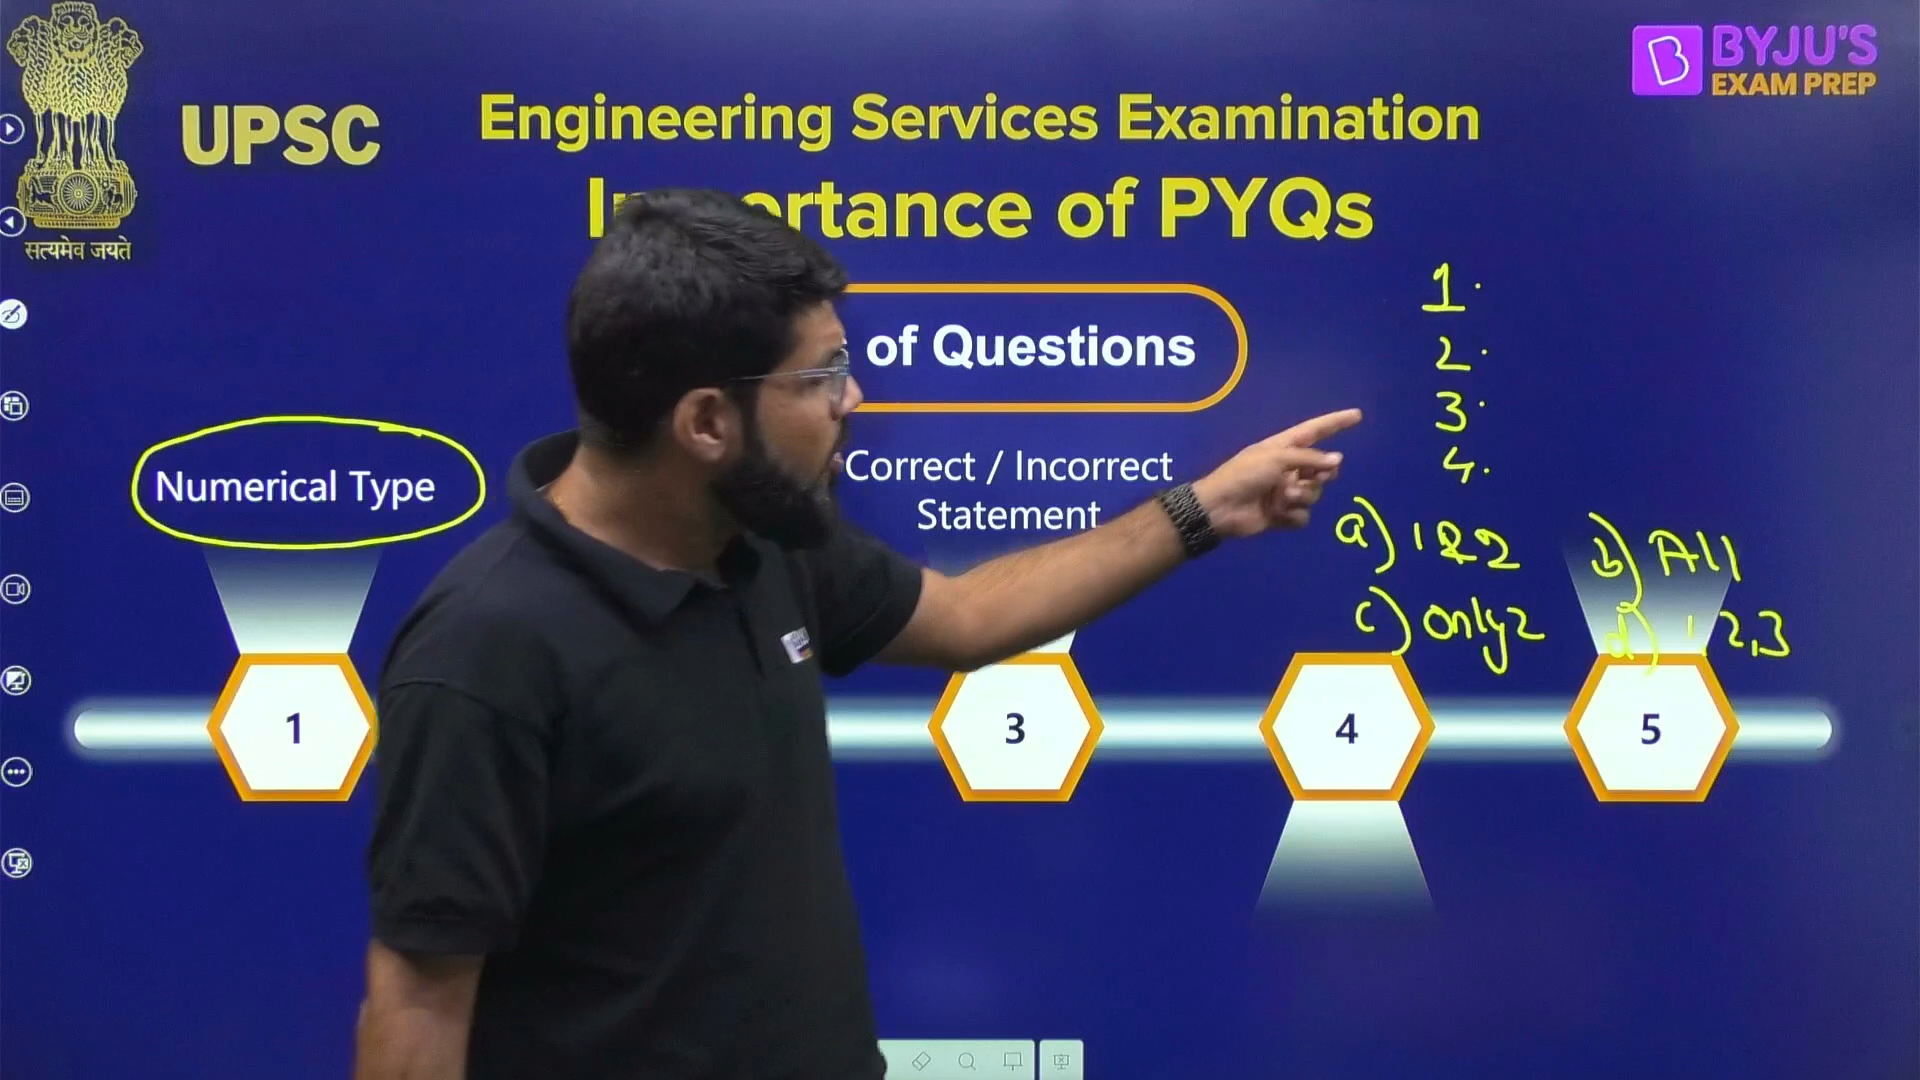 BYJU'S
EXAM PREP
UPSC
Engineering Services Examination
of PYQs
सत्यमेव जयते
of Questions
1.
2.
3.
4.
Numerical Type
Correct / Incorrect
Statement
a) 1&2 b) All
c) only 2 d) 1,2,3
1 3 4 5